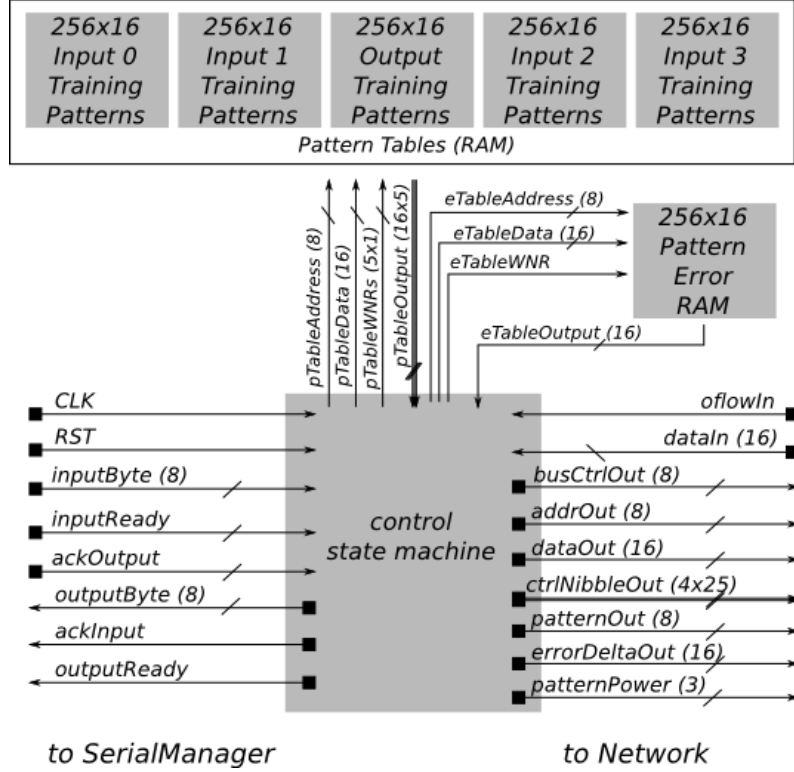 256x16
Input 0
Training
Patterns
256x16
Input 1
Training
Patterns
256x16
Output
Training
Patterns
256x16
Input 2
Training
Patterns
256x16
Input 3
Training
Patterns
Pattern Tables (RAM)
pTableAddress (8)
pTableData (16)
pTableWNRs (5x1)
pTableOutput (16x5)
eTableAddress (8)
eTableData (16)
eTableWNR
256x16
Pattern
Error
RAM
eTableOutput (16)
CLK
RST
inputByte (8)
inputReady
ackOutput
outputByte (8)
ackInput
outputReady
control
state machine
oflowIn
dataIn (16)
busCtrlOut (8)
addrOut (8)
dataOut (16)
ctrlNibbleOut (4x25)
patternOut (8)
errorDeltaOut (16)
patternPower (3)
to SerialManager
to Network